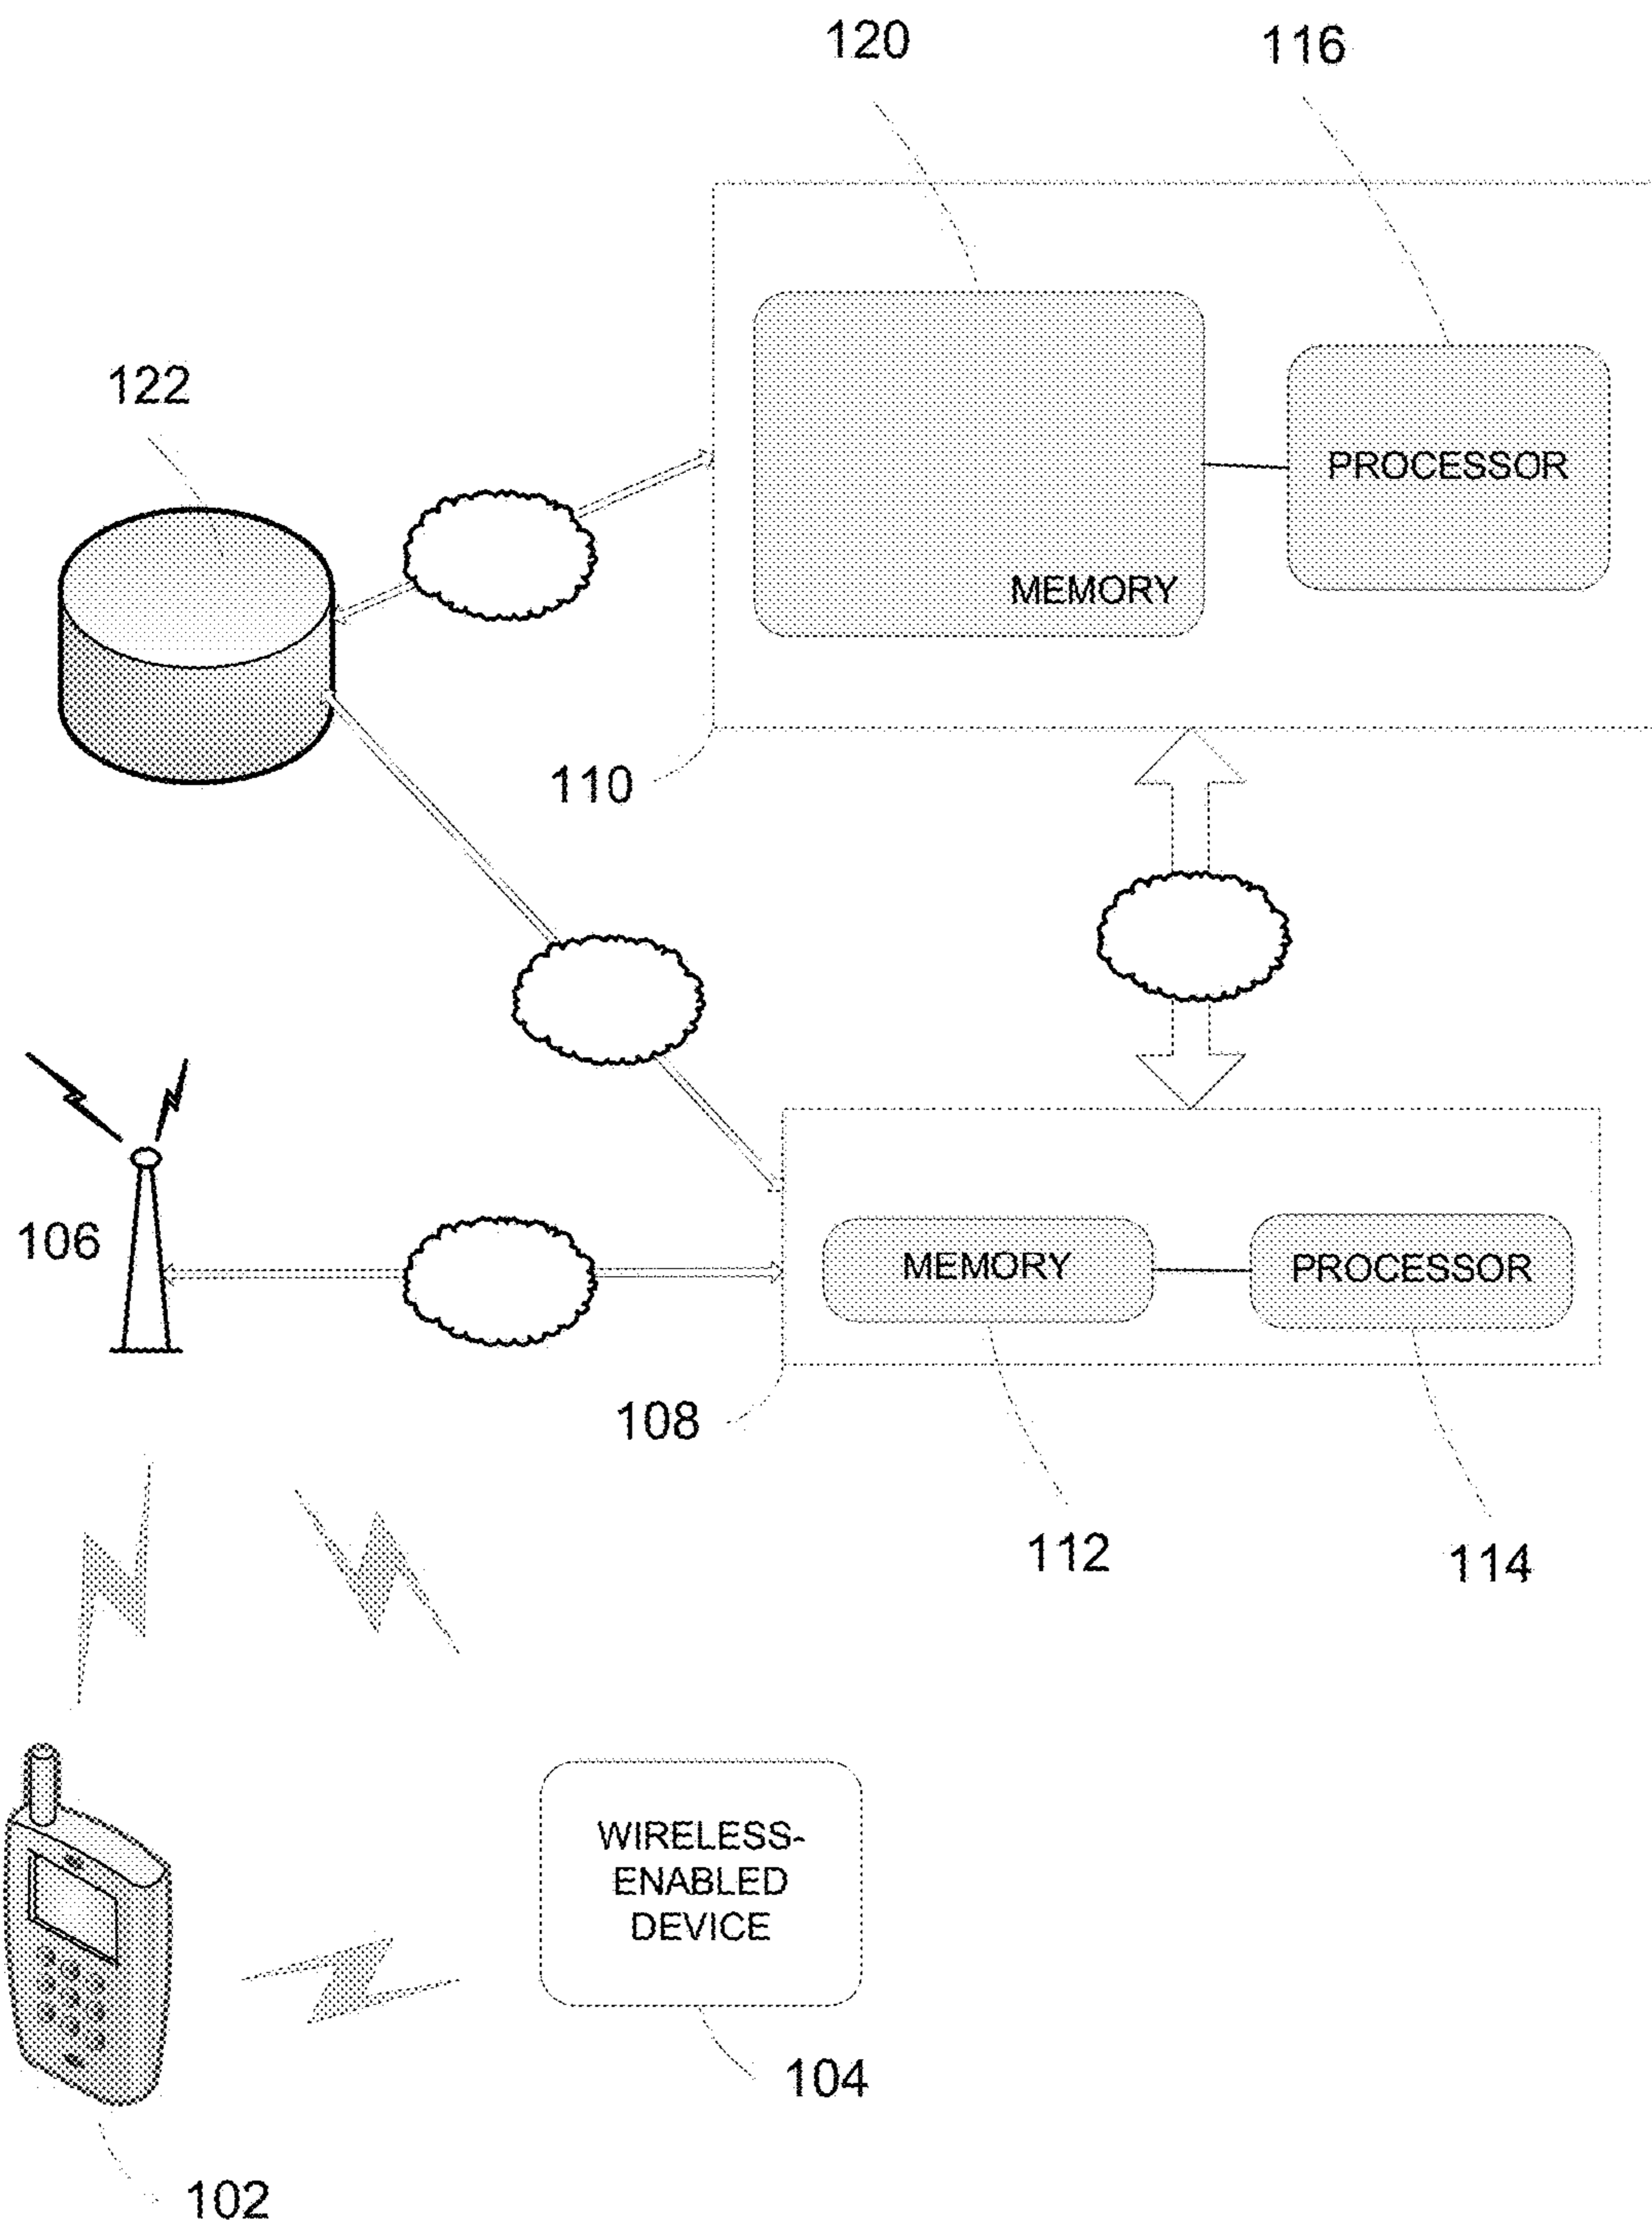 120
116
122
PROCESSOR
MEMORY
110
106
MEMORY
PROCESSOR
108
112
114
WIRELESS-
ENABLED
DEVICE
104
102